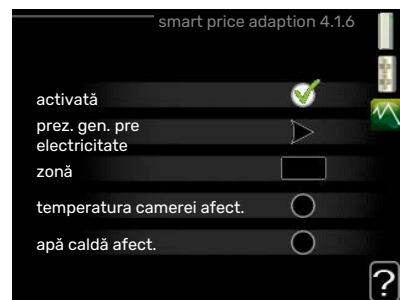 smart price adaption 4.1.6
activată
prez. gen. pre
electricitate
zonă
temperatura camerei afect.
apă caldă afect.
?